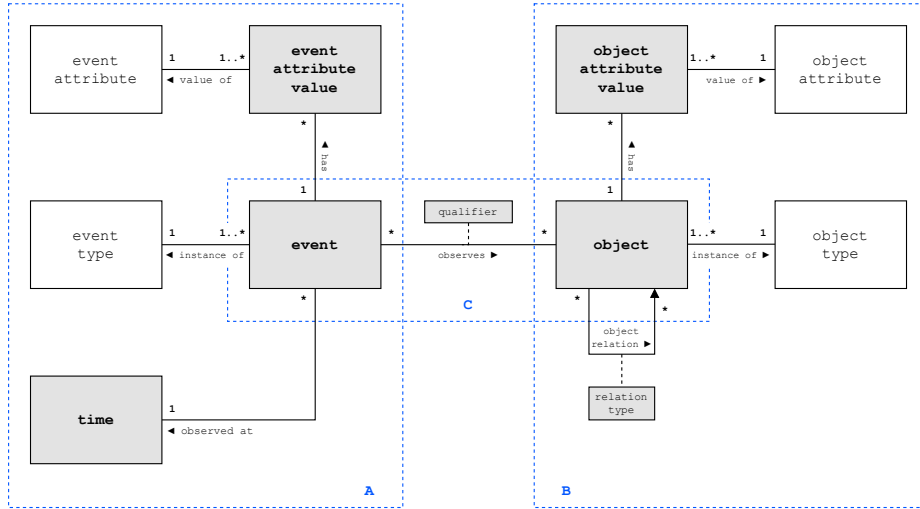 event
attribute
1
1..*
◄ value of
event
attribute
value
object
attribute
value
1..*
1
value of ►
object
attribute
*
*
has ►
has ►
1
1
event
type
1
1..*
◄ instance of
event
*
qualifier
observes ►
*
object
1..*
1
instance of ►
object
type
*
C
*
*
object
relation ►
relation
type
time
1
◄ observed at
A
B